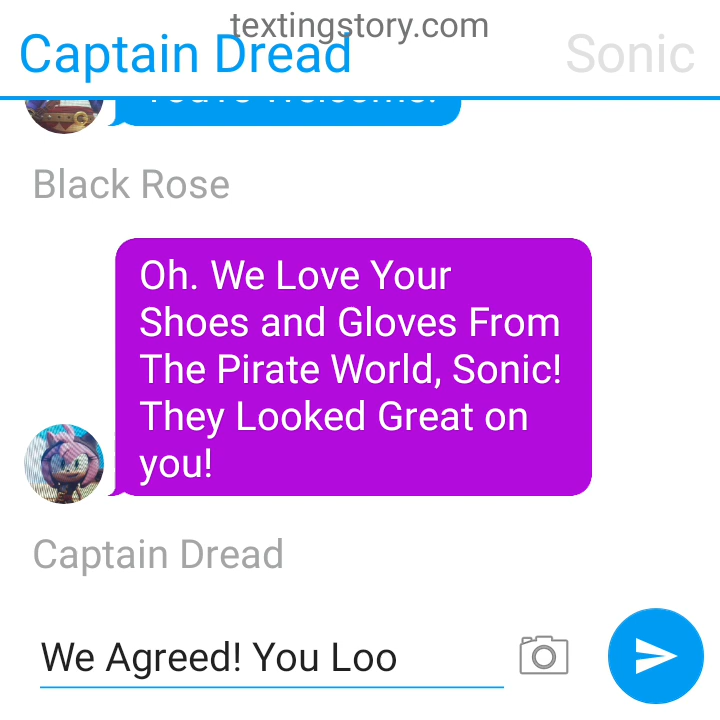 textingstory.com
Captain Dread
Sonic
Black Rose
Oh. We Love Your
Shoes and Gloves From
The Pirate World, Sonic!
They Looked Great on
you!
Captain Dread
We Agreed! You Loo